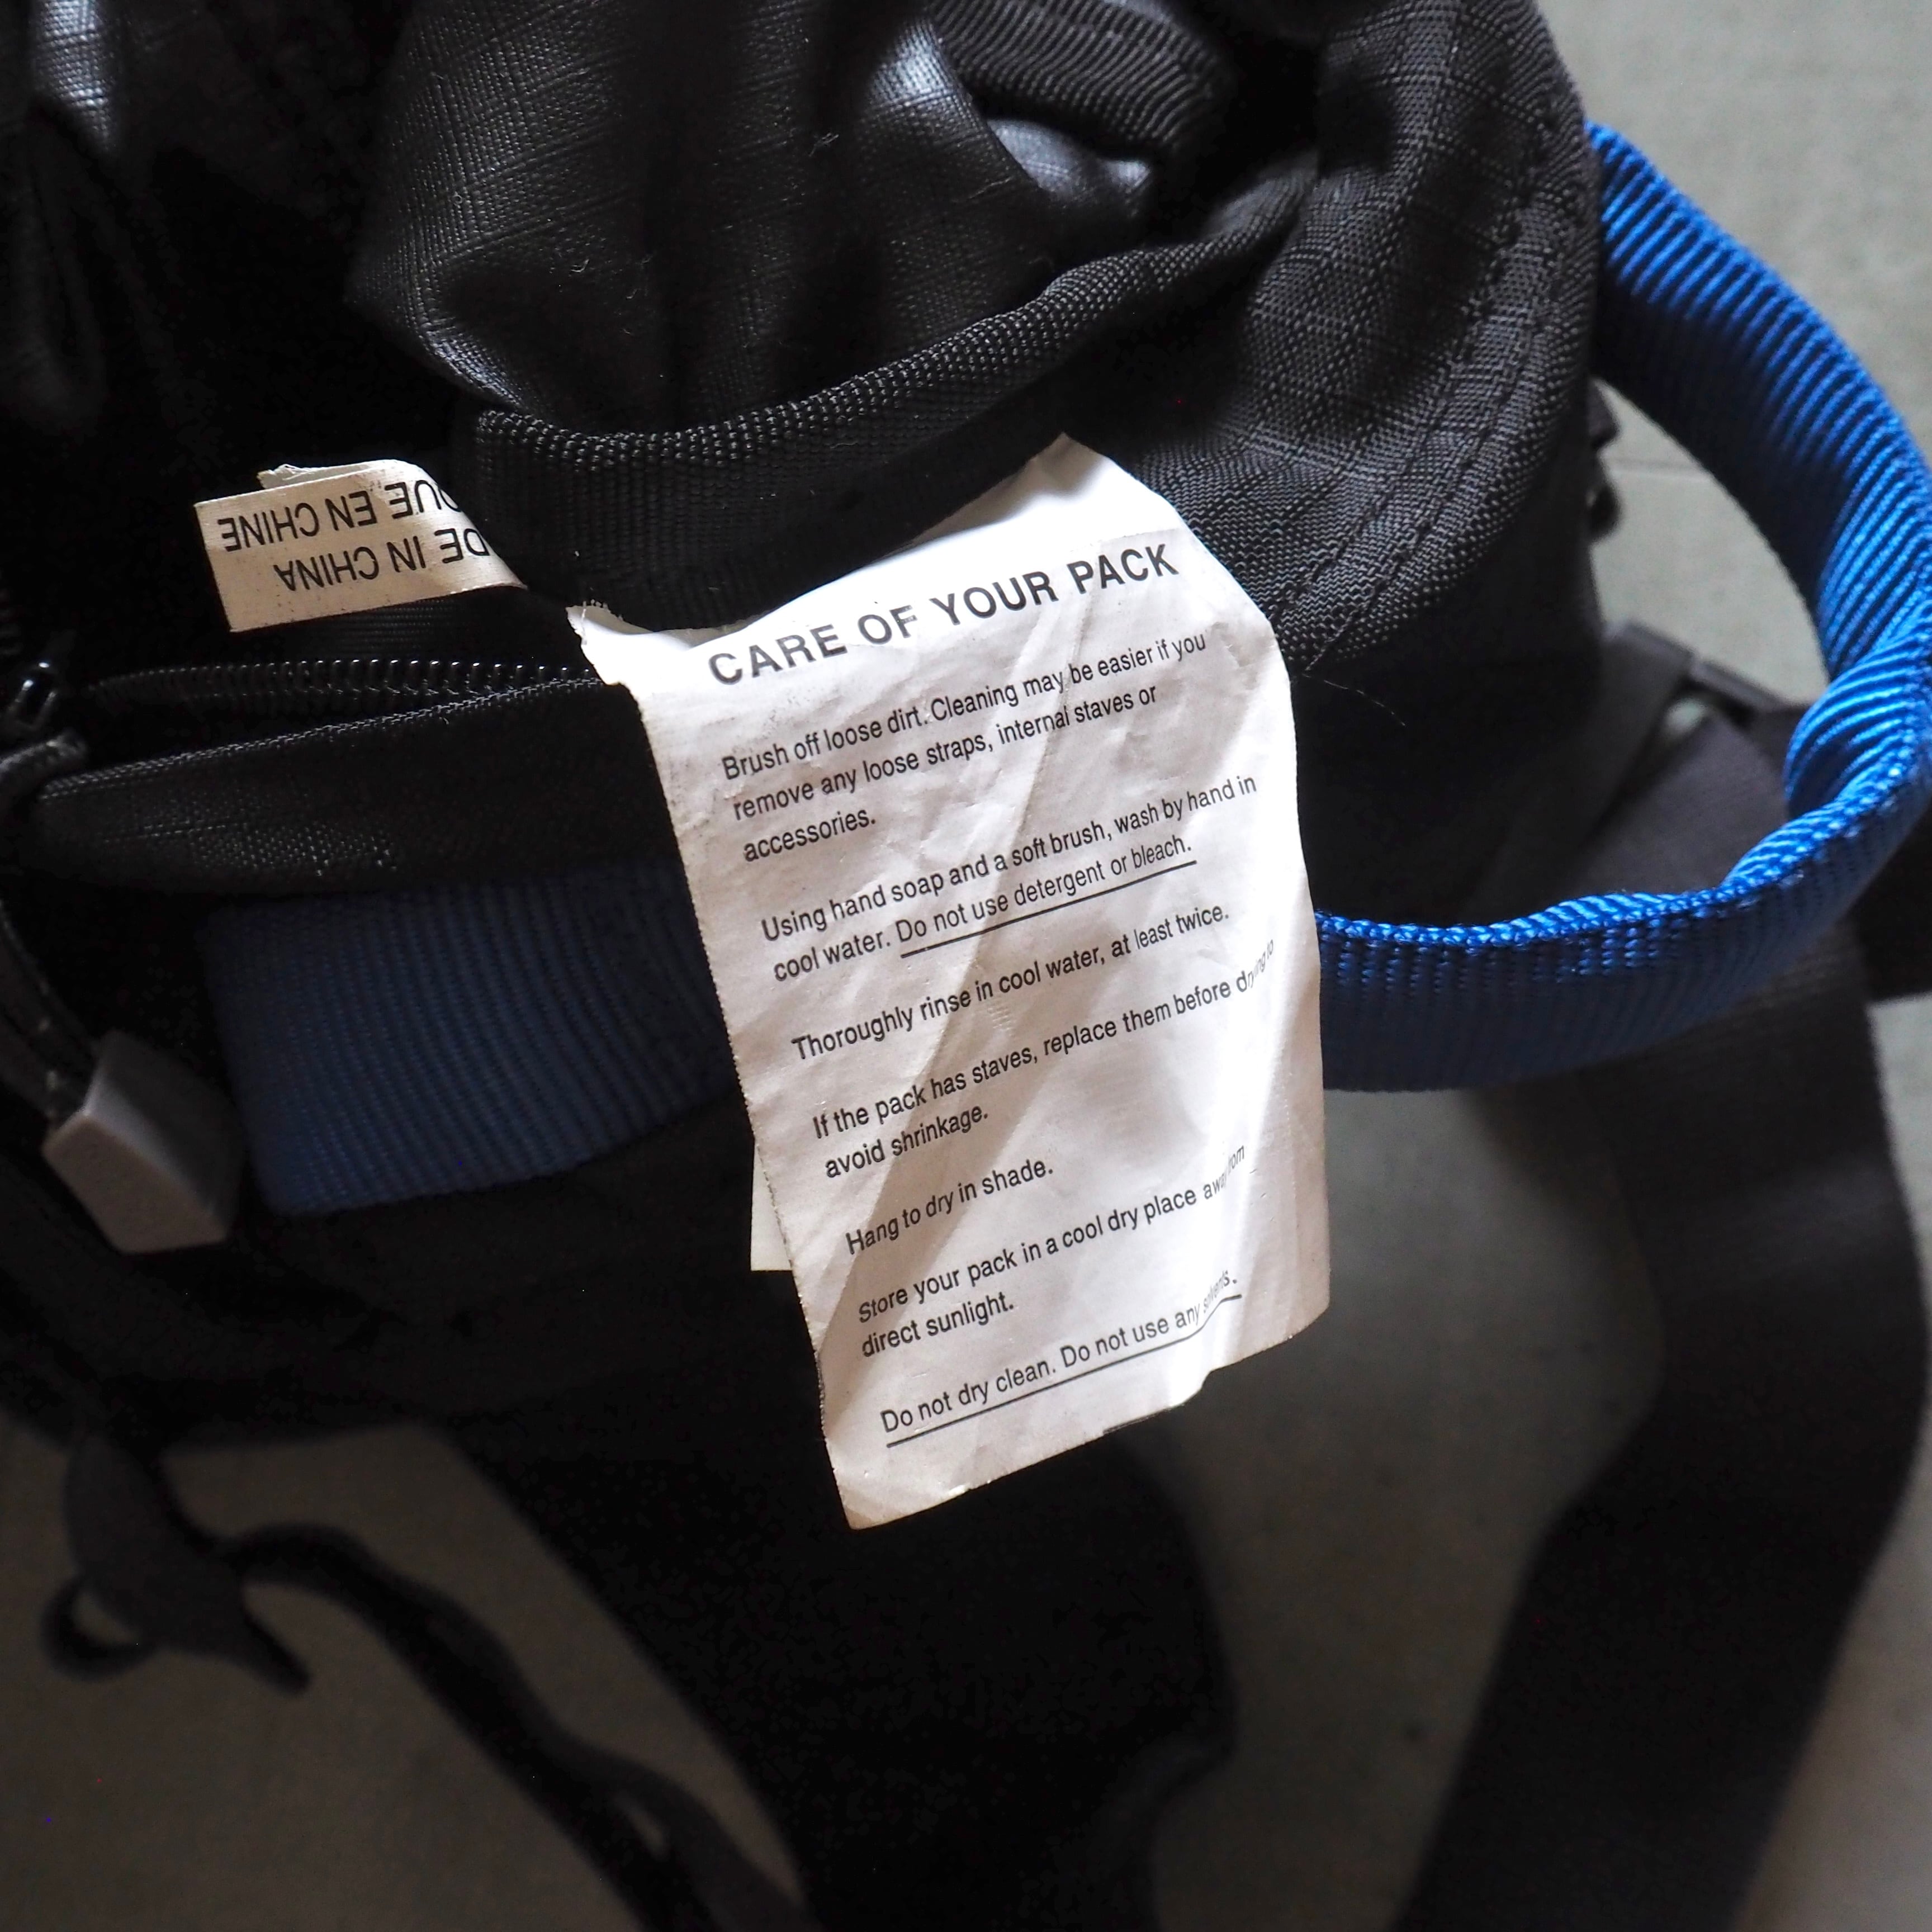 CARE OF YOUR PACK
Brush off loose dirt. Cleaning may be easier if you
remove any loose straps, internal staves or
accessories.
Using hand soap and a soft brush, wash by hand in
cool water. Do not use detergent or bleach.
Thoroughly rinse in cool water, at least twice.
If the pack has staves, replace them before drying to
avoid shrinkage.
Hang to dry in shade.
Store your pack in a cool dry place away from
direct sunlight.
Do not dry clean. Do not use any solvents.
DE IN CHINA
QUE EN CHINE